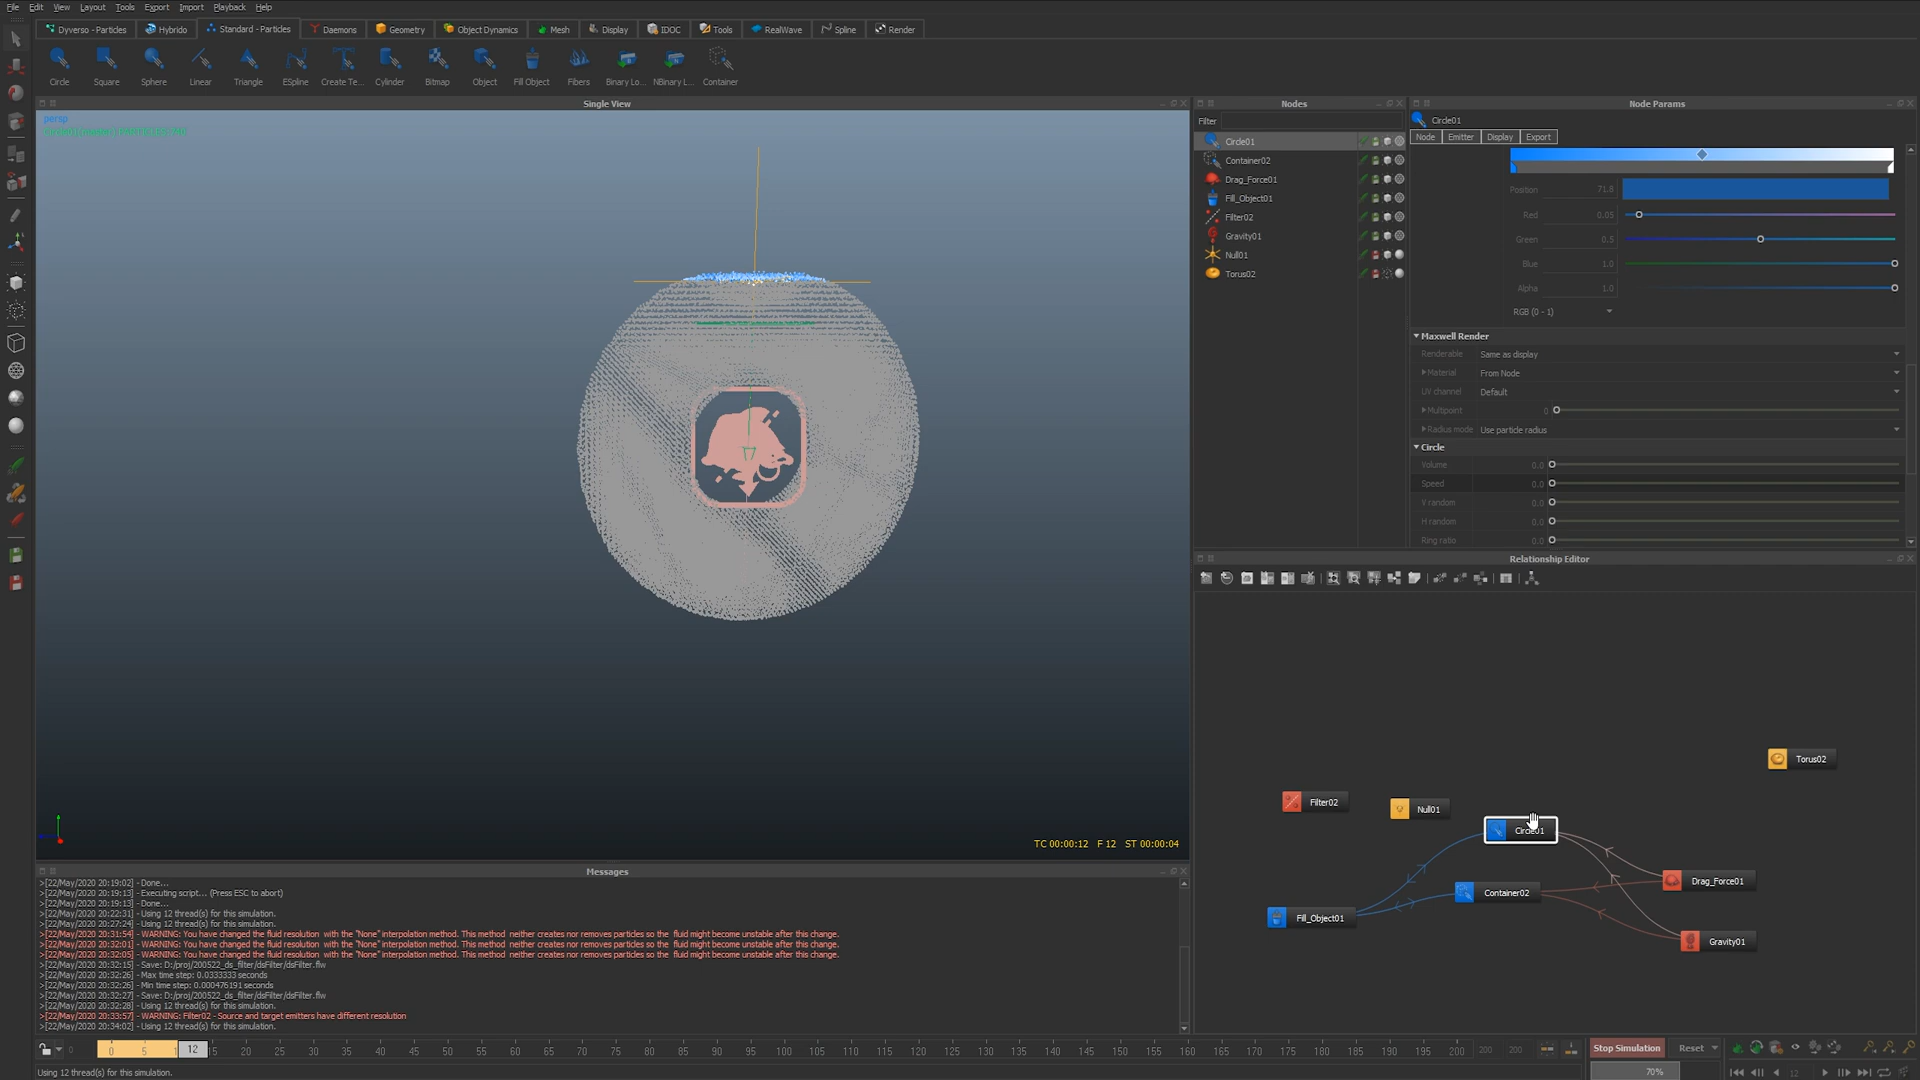 File Edit View Layout Tools Export Import Playback Help
Dyverso - Particles Hybrido Standard - Particles Daemons Geometry Object Dynamics Mesh Display IDOC Tools RealWave Spline Render
Circle Square Sphere Linear Triangle ESpline Create Te... Cylinder Bitmap Object Fill Object Fibers Binary Lo... NBinary L... Container
Single View
persp
TC 00:00:12 F 12 ST 00:00:04
Nodes
Filter
Circle01
Container02
Drag_Force01
Fill_Object01
Filter02
Gravity01
Null01
Torus02
Node Params
Circle01
Node Emitter Display Export
Position 71.8
Red 0.05
Green 0.5
Blue 1.0
Alpha 1.0
RGB (0 - 1)
Maxwell Render
Renderable Same as display
Material From Node
UV channel Default
Multipoint 0
Radius mode Use particle radius
Circle
Volume 0.0
Speed 0.0
V random 0.0
H random 0.0
Ring ratio 0.0
Relationship Editor
Torus02
Filter02
Null01
Circle01
Drag_Force01
Container02
Fill_Object01
Gravity01
Messages
>[22/May/2020 20:19:02] - Done...
>[22/May/2020 20:19:13] - Executing script... (Press ESC to abort)
>[22/May/2020 20:19:13] - Done...
>[22/May/2020 20:22:31] - Using 12 thread(s) for this simulation.
>[22/May/2020 20:27:24] - Using 12 thread(s) for this simulation.
>[22/May/2020 20:31:54] - WARNING: You have changed the fluid resolution with the "None" interpolation method. This method neither creates nor removes particles so the fluid might become unstable after this change.
>[22/May/2020 20:32:01] - WARNING: You have changed the fluid resolution with the "None" interpolation method. This method neither creates nor removes particles so the fluid might become unstable after this change.
>[22/May/2020 20:32:05] - WARNING: You have changed the fluid resolution with the "None" interpolation method. This method neither creates nor removes particles so the fluid might become unstable after this change.
>[22/May/2020 20:32:15] - Save: D:/proj/200522_ds_filter/dsFilter/dsFilter.flw
>[22/May/2020 20:32:26] - Max time step: 0.0333333 seconds
>[22/May/2020 20:32:26] - Min time step: 0.000476191 seconds
>[22/May/2020 20:32:27] - Save: D:/proj/200522_ds_filter/dsFilter/dsFilter.flw
>[22/May/2020 20:32:28] - Using 12 thread(s) for this simulation.
>[22/May/2020 20:33:57] - WARNING: Filter02 - Source and target emitters have different resolution
>[22/May/2020 20:34:02] - Using 12 thread(s) for this simulation.
0 0 5 1 12 15 20 25 30 35 40 45 50 55 60 65 70 75 80 85 90 95 100 105 110 115 120 125 130 135 140 145 150 155 160 165 170 175 180 185 190 195 200 200 200 Stop Simulation Reset
Using 12 thread(s) for this simulation. 70% 12